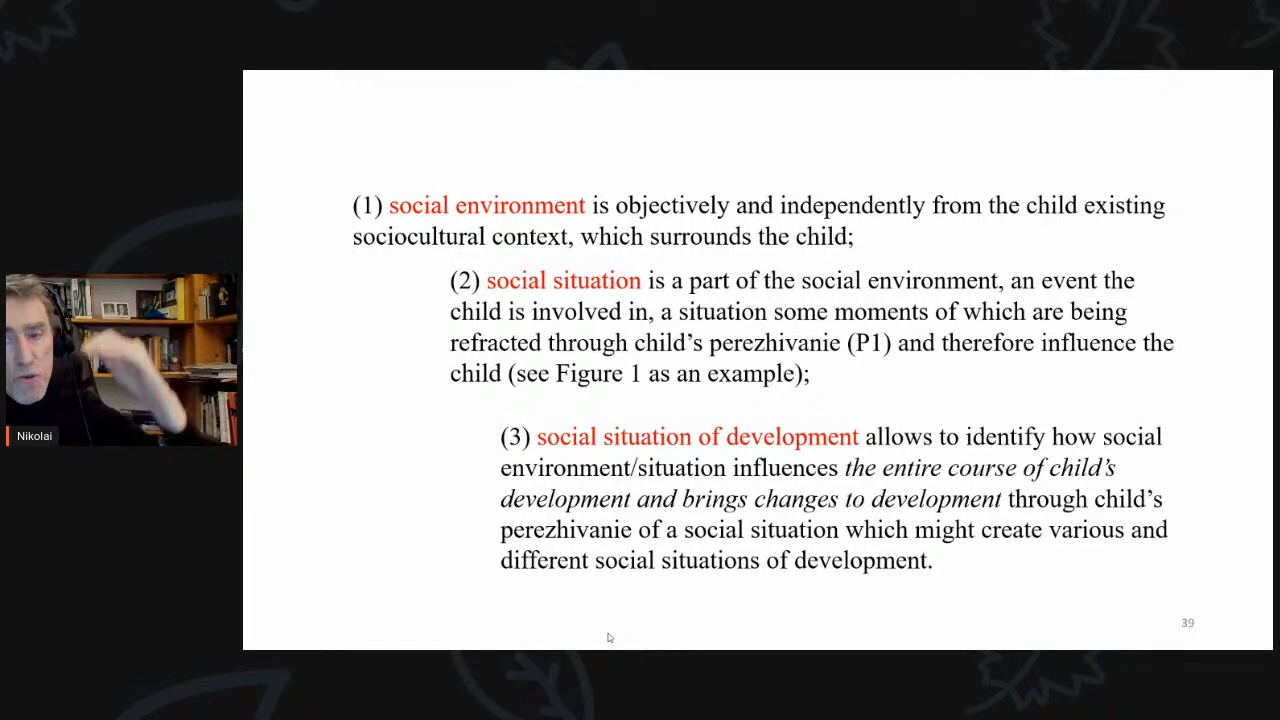 (1) social environment is objectively and independently from the child existing
sociocultural context, which surrounds the child;
(2) social situation is a part of the social environment, an event the
child is involved in, a situation some moments of which are being
refracted through child's perezhivanie (P1) and therefore influence the
child (see Figure 1 as an example);
(3) social situation of development allows to identify how social
environment/situation influences the entire course of child's
development and brings changes to development through child's
perezhivanie of a social situation which might create various and
different social situations of development.
Nikolai
39